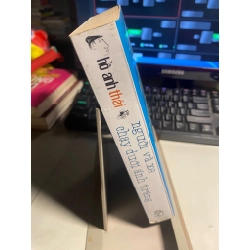 hồ anh thái
người và xe
chạy dưới ánh trăng